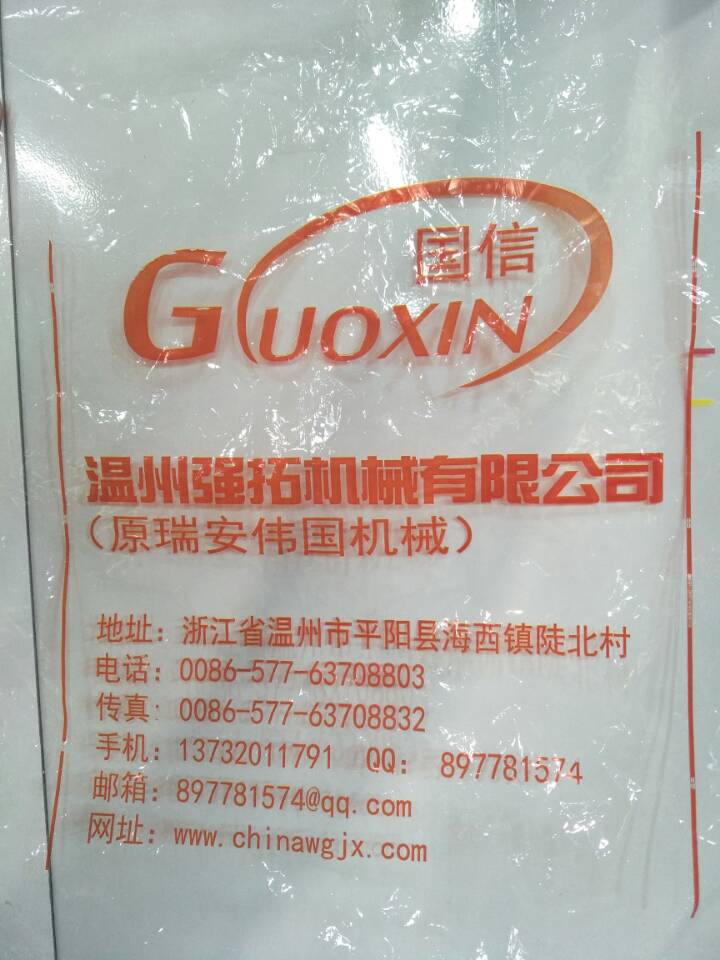 国信
GUOXIN
温州强拓机械有限公司
(原瑞安伟国机械)
地址：浙江省温州市平阳县海西镇陡北村
电话：0086-577-63708803
传真：0086-577-63708832
手机：13732011791 QQ：897781574
邮箱：897781574@qq.com
网址：www.chinawgjx.com